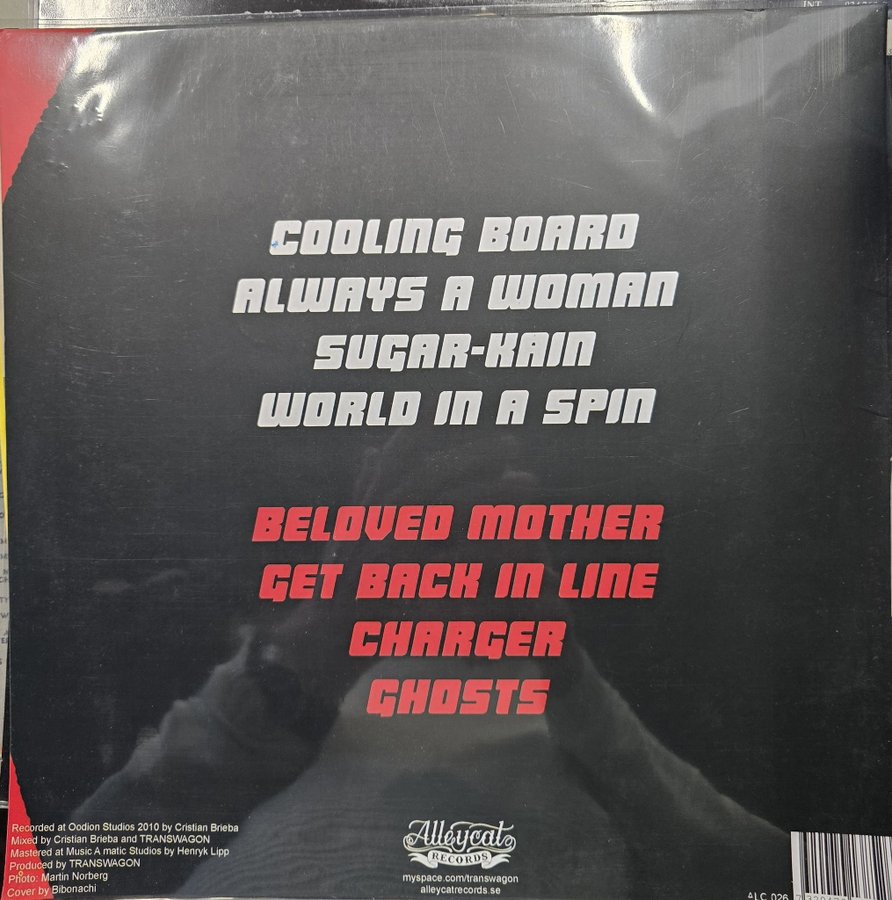 COOLING BOARD
ALWAYS A WOMAN
SUGAR-KAIN
WORLD IN A SPIN
BELOVED MOTHER
GET BACK IN LINE
CHARGER
GHOSTS
Recorded at Oodion Studios 2010 by Cristian Brieba
Mixed by Cristian Brieba and TRANSWAGON
Mastered at Music A matic Studios by Henryk Lipp
Produced by TRANSWAGON
Photo: Martin Norberg
Cover by Bibonachi
Alleycat
RECORDS
myspace.com/transwagon
alleycatrecords.se
ALC 026